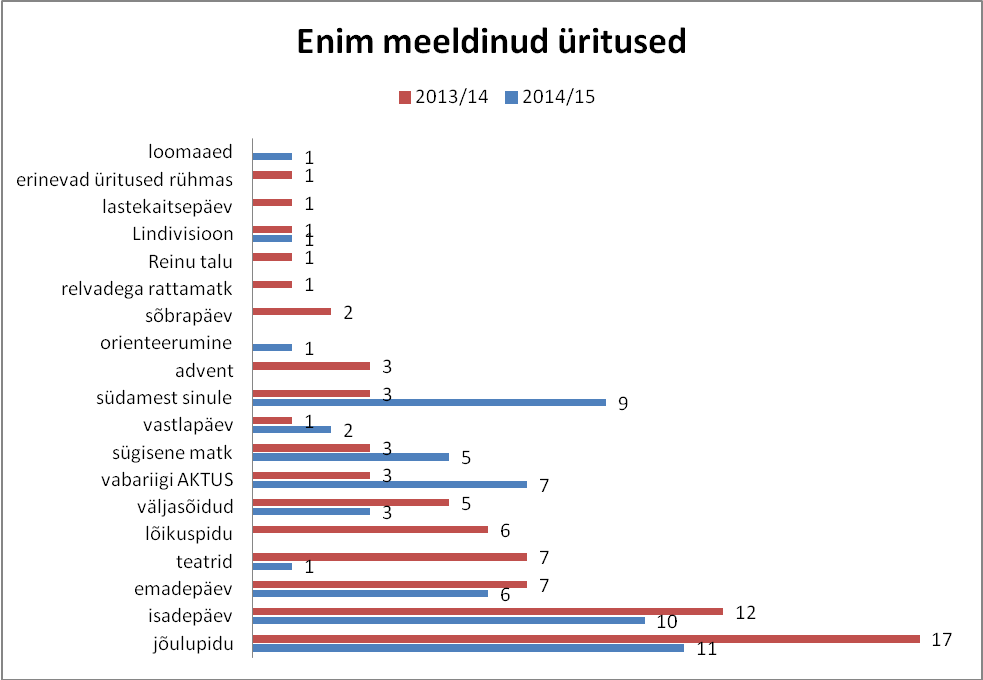 Enim meeldinud üritused
2013/14 2014/15
loomaaed 1
erinevad üritused rühmas 1
lastekaitsepäev 1
Lindivisioon 1 1
Reinu talu 1
relvadega rattamatk 1
sõbrapäev 2
orienteerumine 1
advent 3
südamest sinule 3 9
vastlapäev 1 2
sügisene matk 3 5
vabariigi AKTUS 3 7
väljasõidud 5 3
lõikuspidu 6
teatrid 7 1
emadepäev 7 6
isadepäev 12 10
jõulupidu 17 11